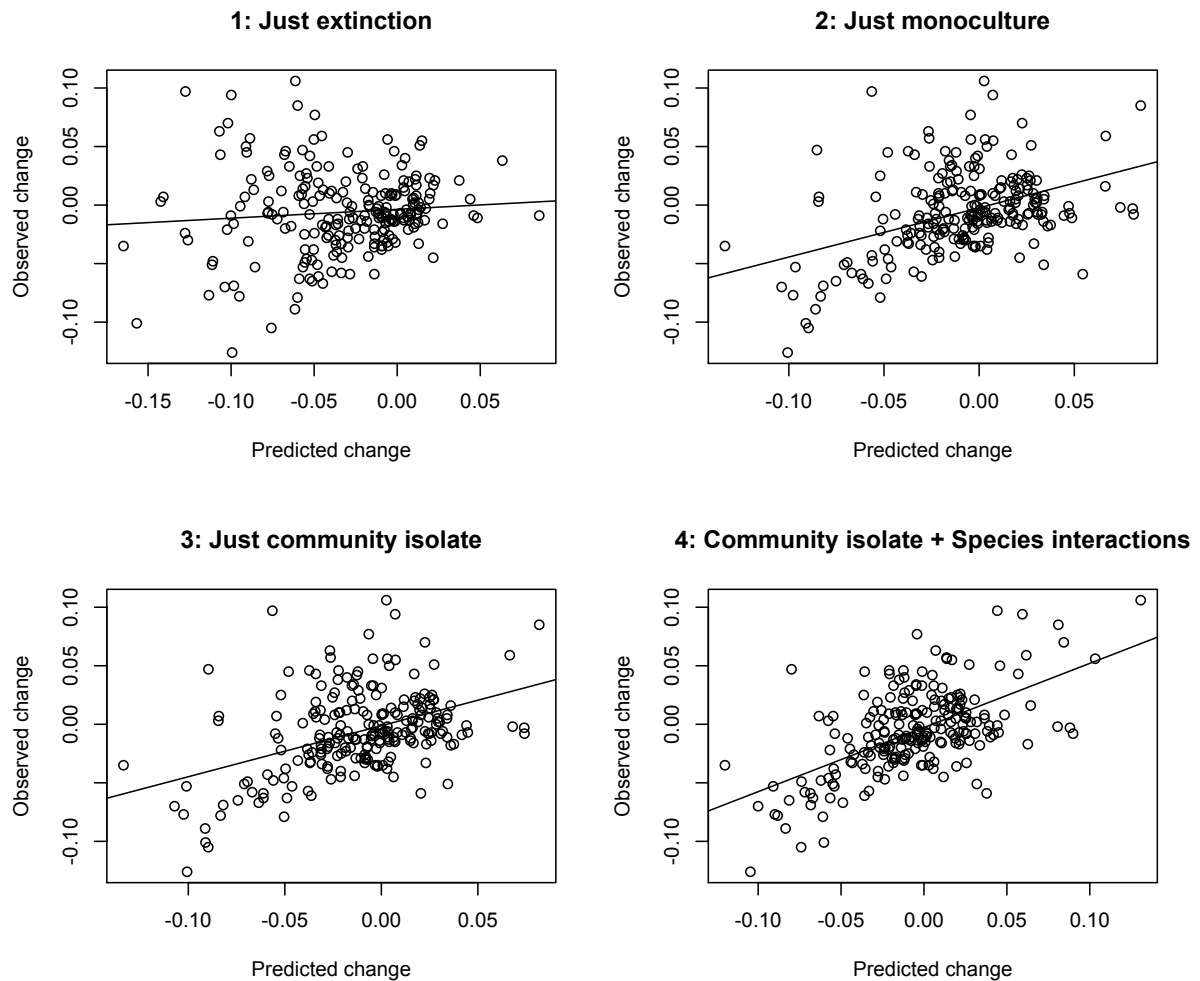 1: Just extinction
Observed change
0.10
0.05
0.00
-0.10
-0.15 -0.10 -0.05 0.00 0.05
Predicted change
2: Just monoculture
Observed change
0.10
0.05
0.00
-0.10
-0.10 -0.05 0.00 0.05
Predicted change
3: Just community isolate
Observed change
0.10
0.05
0.00
-0.10
-0.10 -0.05 0.00 0.05
Predicted change
4: Community isolate + Species interactions
Observed change
0.10
0.05
0.00
-0.10
-0.10 -0.05 0.00 0.05 0.10
Predicted change